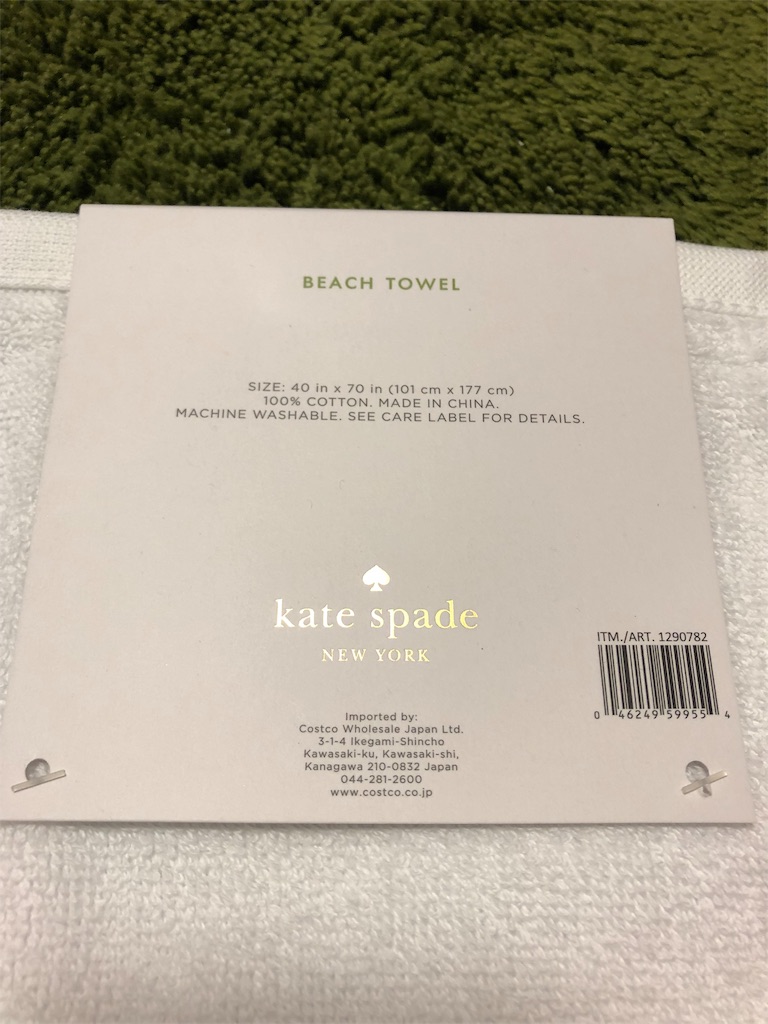 BEACH TOWEL
SIZE: 40 in x 70 in (101 cm x 177 cm)
100% COTTON. MADE IN CHINA.
MACHINE WASHABLE. SEE CARE LABEL FOR DETAILS.
kate spade
NEW YORK
ITM./ART. 1290782
0 46249 59955 4
Imported by:
Costco Wholesale Japan Ltd.
3-1-4 Ikegami-Shincho
Kawasaki-ku, Kawasaki-shi,
Kanagawa 210-0832 Japan
044-281-2600
www.costco.co.jp